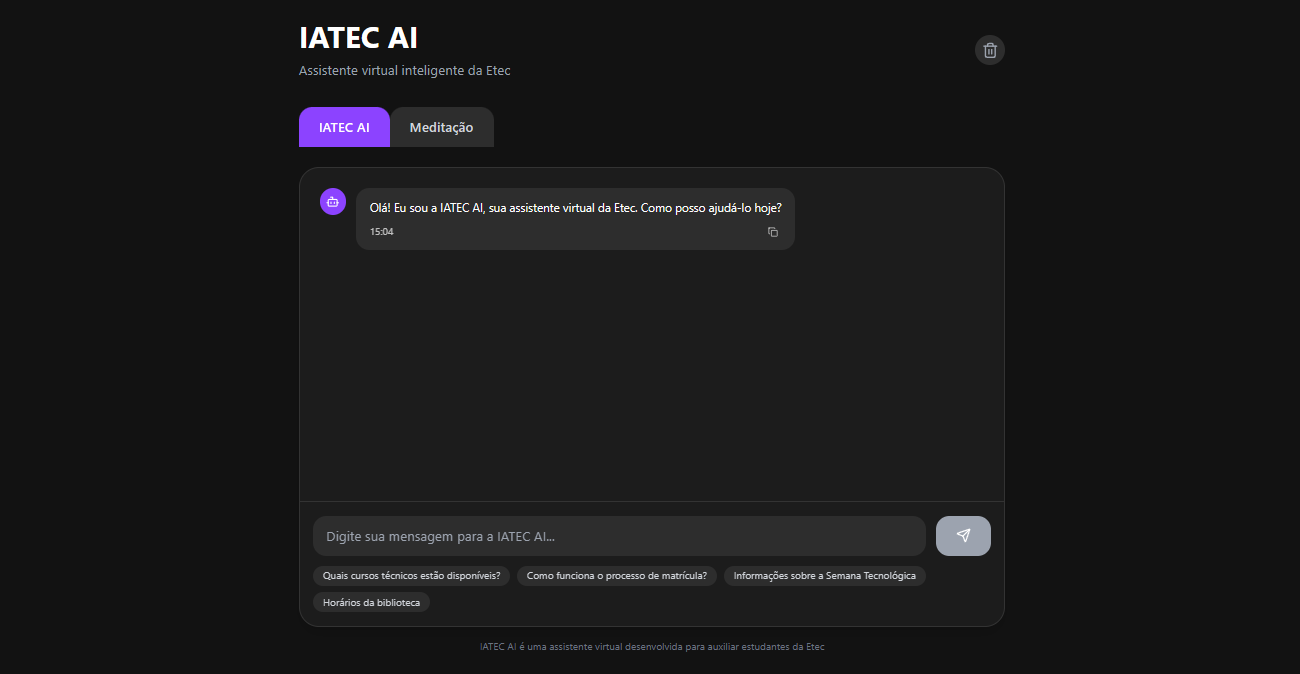 IATEC AI
Assistente virtual inteligente da Etec
IATEC AI
Meditação
Olá! Eu sou a IATEC AI, sua assistente virtual da Etec. Como posso ajudá-lo hoje?
15:04
Digite sua mensagem para a IATEC AI...
Quais cursos técnicos estão disponíveis?
Como funciona o processo de matrícula?
Informações sobre a Semana Tecnológica
Horários da biblioteca
IATEC AI é uma assistente virtual desenvolvida para auxiliar estudantes da Etec